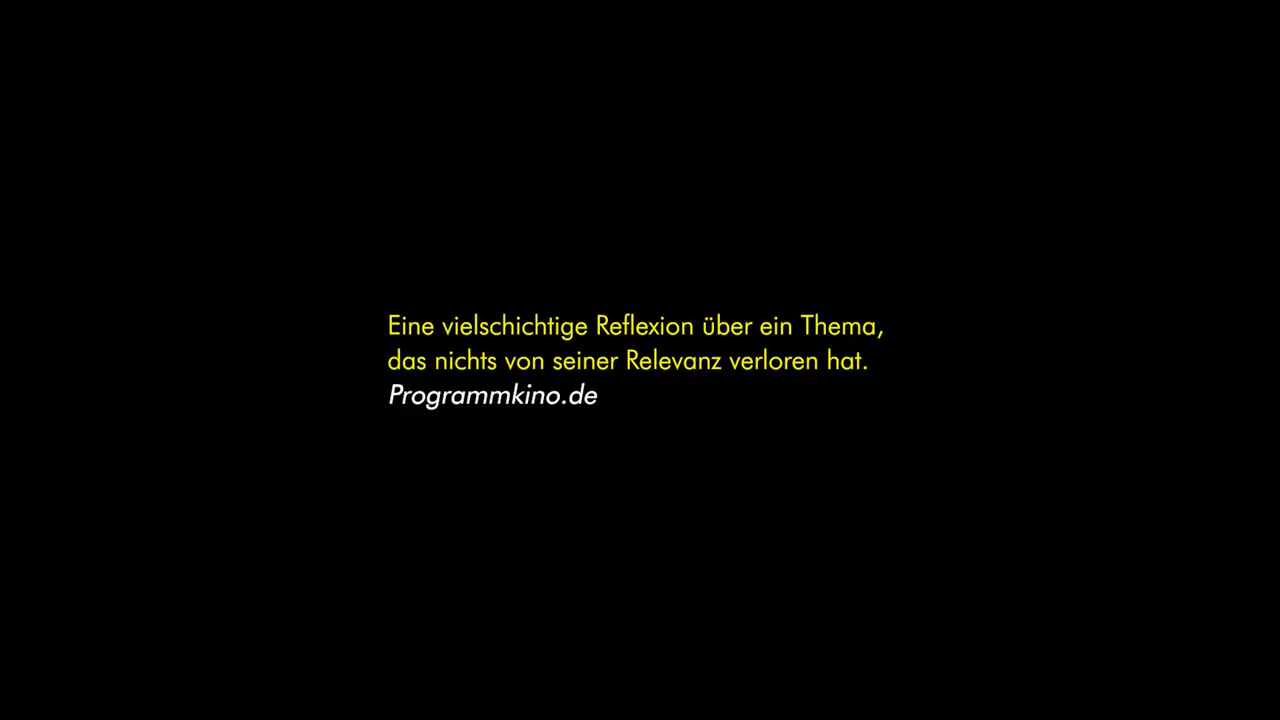 Eine vielschichtige Reflexion über ein Thema,
das nichts von seiner Relevanz verloren hat.
Programmkino.de